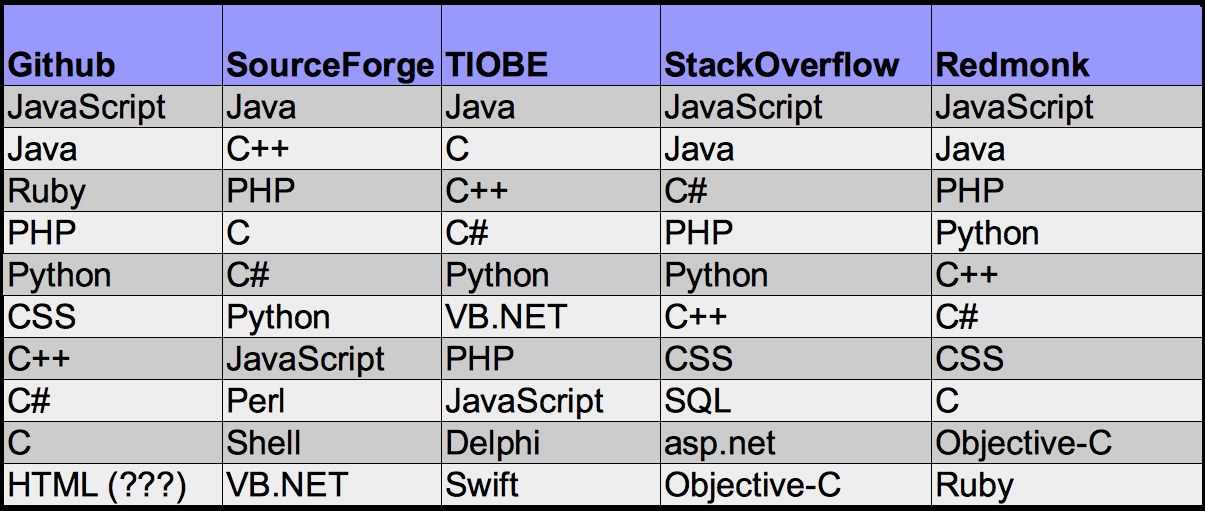 Github SourceForge TIOBE StackOverflow Redmonk
JavaScript Java Java JavaScript JavaScript
Java C++ C Java Java
Ruby PHP C++ C# PHP
PHP C C# PHP Python
Python C# Python Python C++
CSS Python VB.NET C++ C#
C++ JavaScript PHP CSS CSS
C# Perl JavaScript SQL C
C Shell Delphi asp.net Objective-C
HTML (???) VB.NET Swift Objective-C Ruby